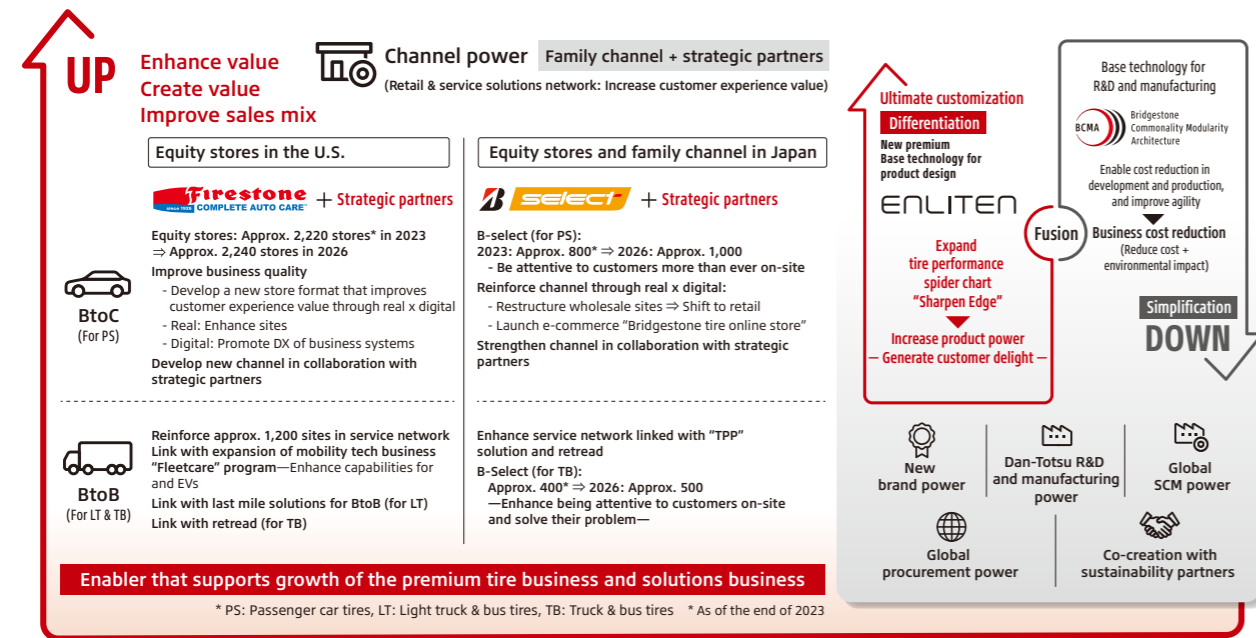 UP
Enhance value
Create value
Improve sales mix
Channel power
Family channel + strategic partners
(Retail & service solutions network: Increase customer experience value)
Equity stores in the U.S.
Firestone
since 1926
COMPLETE AUTO CARE™
+ Strategic partners
BtoC
(For PS)
Equity stores: Approx. 2,220 stores* in 2023
⇒ Approx. 2,240 stores in 2026
Improve business quality
- Develop a new store format that improves
customer experience value through real x digital
- Real: Enhance sites
- Digital: Promote DX of business systems
Develop new channel in collaboration with
strategic partners
Equity stores and family channel in Japan
B select
+ Strategic partners
B-select (for PS):
2023: Approx. 800* ⇒ 2026: Approx. 1,000
- Be attentive to customers more than ever on-site
Reinforce channel through real x digital:
- Restructure wholesale sites ⇒ Shift to retail
- Launch e-commerce “Bridgestone tire online store”
Strengthen channel in collaboration with strategic
partners
BtoB
(For LT & TB)
Reinforce approx. 1,200 sites in service network
Link with expansion of mobility tech business
“Fleetcare” program—Enhance capabilities for
and EVs
Link with last mile solutions for BtoB (for LT)
Link with retread (for TB)
Enhance service network linked with “TPP”
solution and retread
B-Select (for TB):
Approx. 400* ⇒ 2026: Approx. 500
—Enhance being attentive to customers on-site
and solve their problem—
Enabler that supports growth of the premium tire business and solutions business
* PS: Passenger car tires, LT: Light truck & bus tires, TB: Truck & bus tires * As of the end of 2023
Ultimate customization
Differentiation
New premium
Base technology for
product design
ENLITEN
Expand
tire performance
spider chart
“Sharpen Edge”
Increase product power
— Generate customer delight —
Fusion
Base technology for
R&D and manufacturing
BCMA
Bridgestone
Commonality Modularity
Architecture
Enable cost reduction in
development and production,
and improve agility
Business cost reduction
(Reduce cost +
environmental impact)
Simplification
DOWN
New
brand power
Dan-Totsu R&D
and manufacturing
power
Global
SCM power
Global
procurement power
Co-creation with
sustainability partners